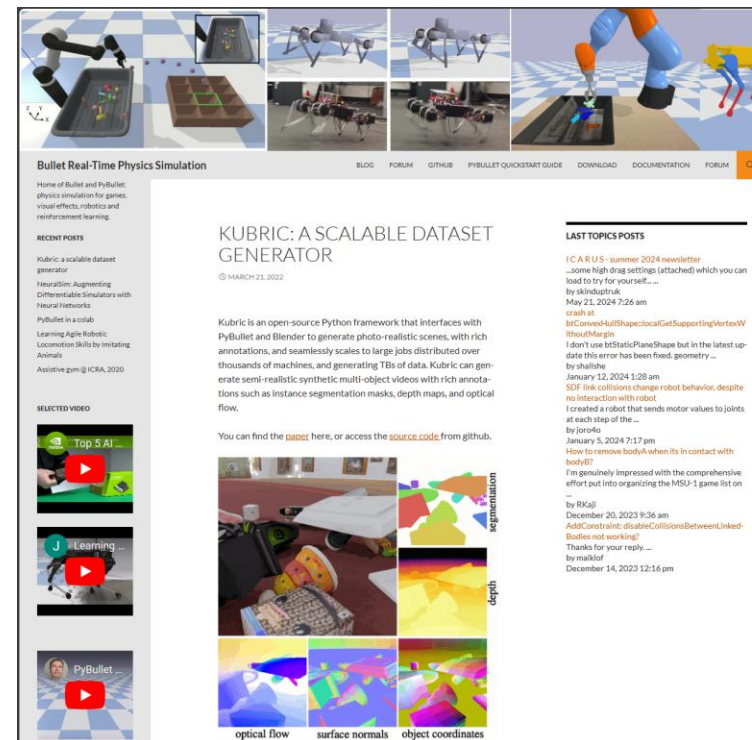 Z Y
X
Bullet Real-Time Physics Simulation
BLOG FORUM GITHUB PYBULLET QUICKSTART GUIDE DOWNLOAD DOCUMENTATION FORUM
Home of Bullet and PyBullet:
physics simulation for games,
visual effects, robotics and
reinforcement learning.
RECENT POSTS
Kubric: a scalable dataset
generator
NeuralSim: Augmenting
Differentiable Simulators with
Neural Networks
PyBullet in a colab
Learning Agile Robotic
Locomotion Skills by Imitating
Animals
Assistive gym @ ICRA, 2020
SELECTED VIDEO
Top 5 AI ...
J Learning ...
PyBullet ...
KUBRIC: A SCALABLE DATASET
GENERATOR
MARCH 21, 2022
Kubric is an open-source Python framework that interfaces with
PyBullet and Blender to generate photo-realistic scenes, with rich
annotations, and seamlessly scales to large jobs distributed over
thousands of machines, and generating TBs of data. Kubric can gen-
erate semi-realistic synthetic multi-object videos with rich annota-
tions such as instance segmentation masks, depth maps, and optical
flow.
You can find the paper here, or access the source code from github.
segmentation
depth
optical flow surface normals object coordinates
LAST TOPICS POSTS
I C A R U S - summer 2024 newsletter
...some high drag settings (attached) which you can
load to try for yourself... ...
by skinduptruk
May 21, 2024 7:26 am
crash at
btConvexHullShape::localGetSupportingVertexW
ithoutMargin
I don't use btStaticPlaneShape but in the latest up-
date this error has been fixed. geometry ...
by shallshe
January 12, 2024 1:28 am
SDF link collisions change robot behavior, despite
no interaction with robot
I created a robot that sends motor values to joints
at each step of the ...
by joro4o
January 5, 2024 7:17 pm
How to remove bodyA when its in contact with
bodyB?
I'm genuinely impressed with the comprehensive
effort put into organizing the MSU-1 game list on
...
by RKajl
December 20, 2023 9:36 am
AddConstraint: disableCollisionsBetweenLinked-
Bodies not working?
Thanks for your reply. ...
by maiklof
December 14, 2023 12:16 pm